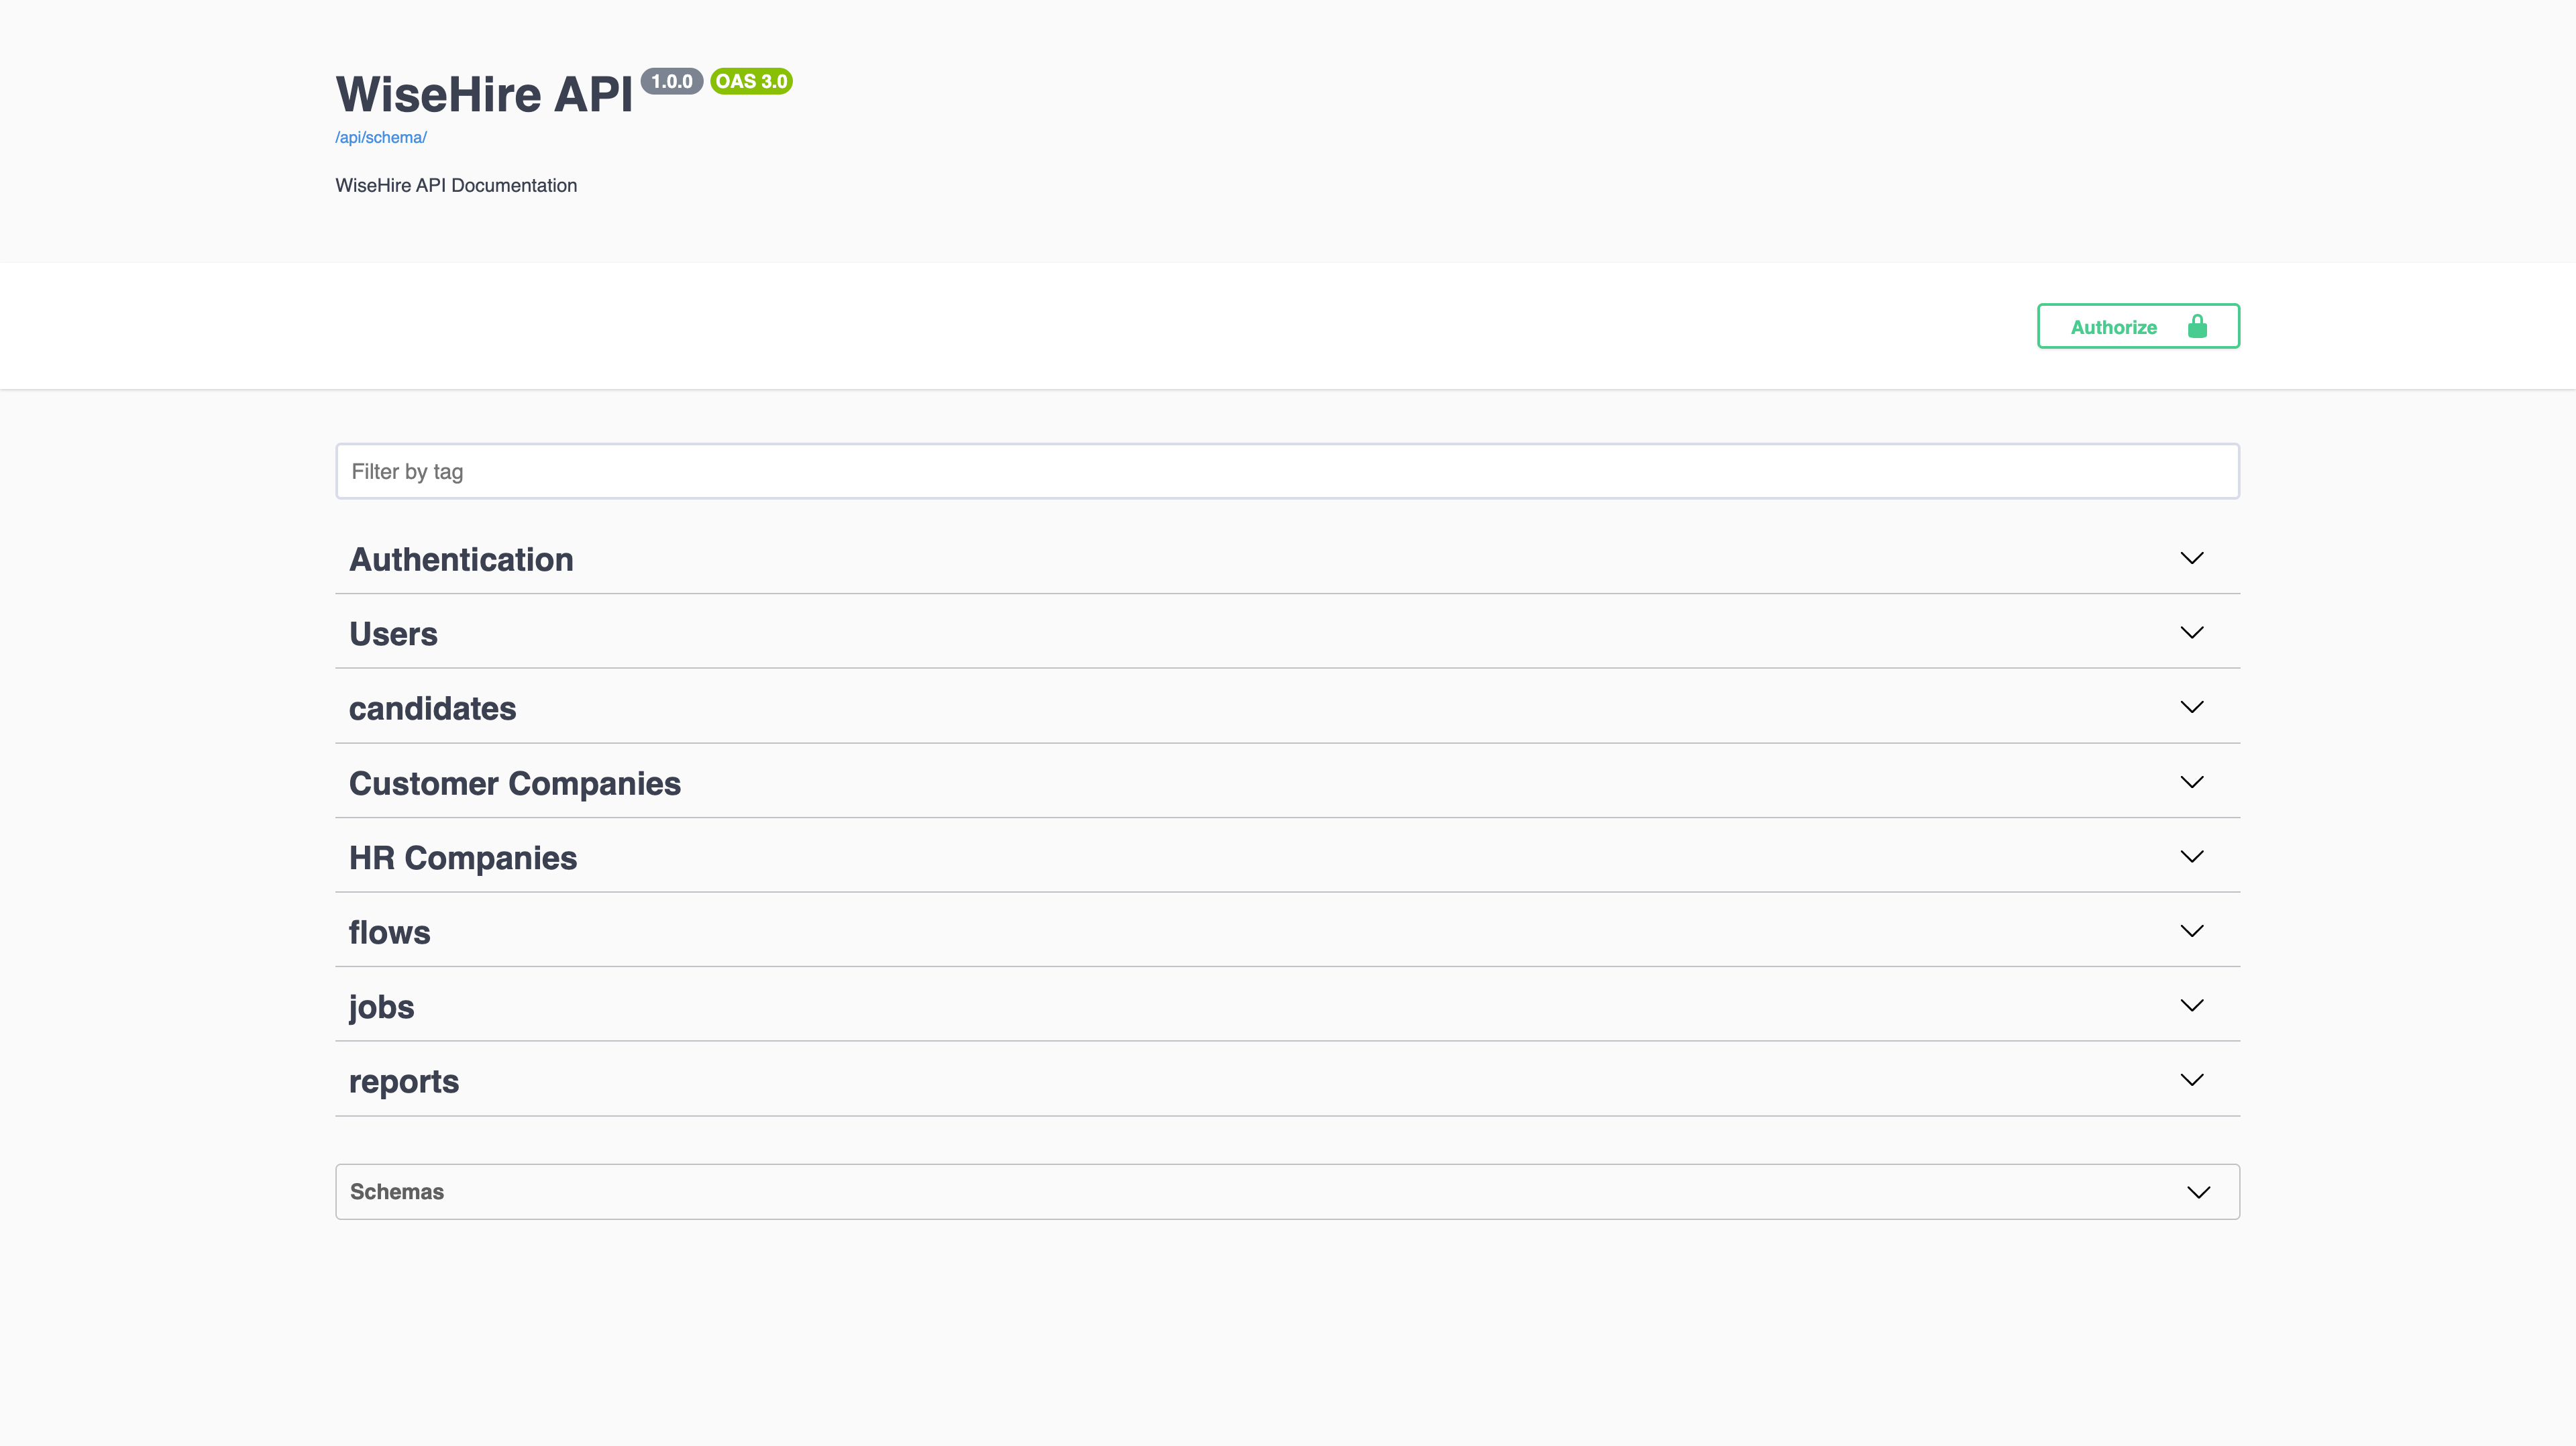 WiseHire API 1.0.0 OAS 3.0
/api/schema/
WiseHire API Documentation
Authorize
Filter by tag
Authentication
Users
candidates
Customer Companies
HR Companies
flows
jobs
reports
Schemas